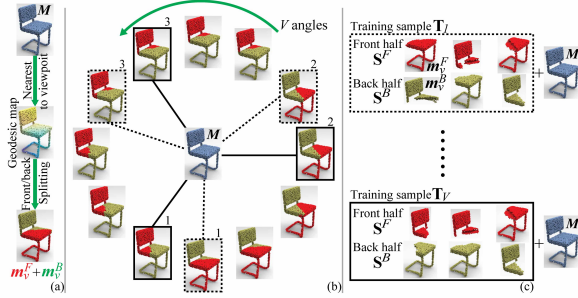 M
Nearest
to viewport
Geodesic map
Front/back
Splitting
m_v^F+m_v^B
(a)
V angles
3
3
2
M
2
1
1
(b)
Training sample T_1
Front half
S^F
m_v^F
Back half
m_v^B
S^B
+
M
Training sample T_V
Front half
S^F
Back half
S^B
+
M
(c)